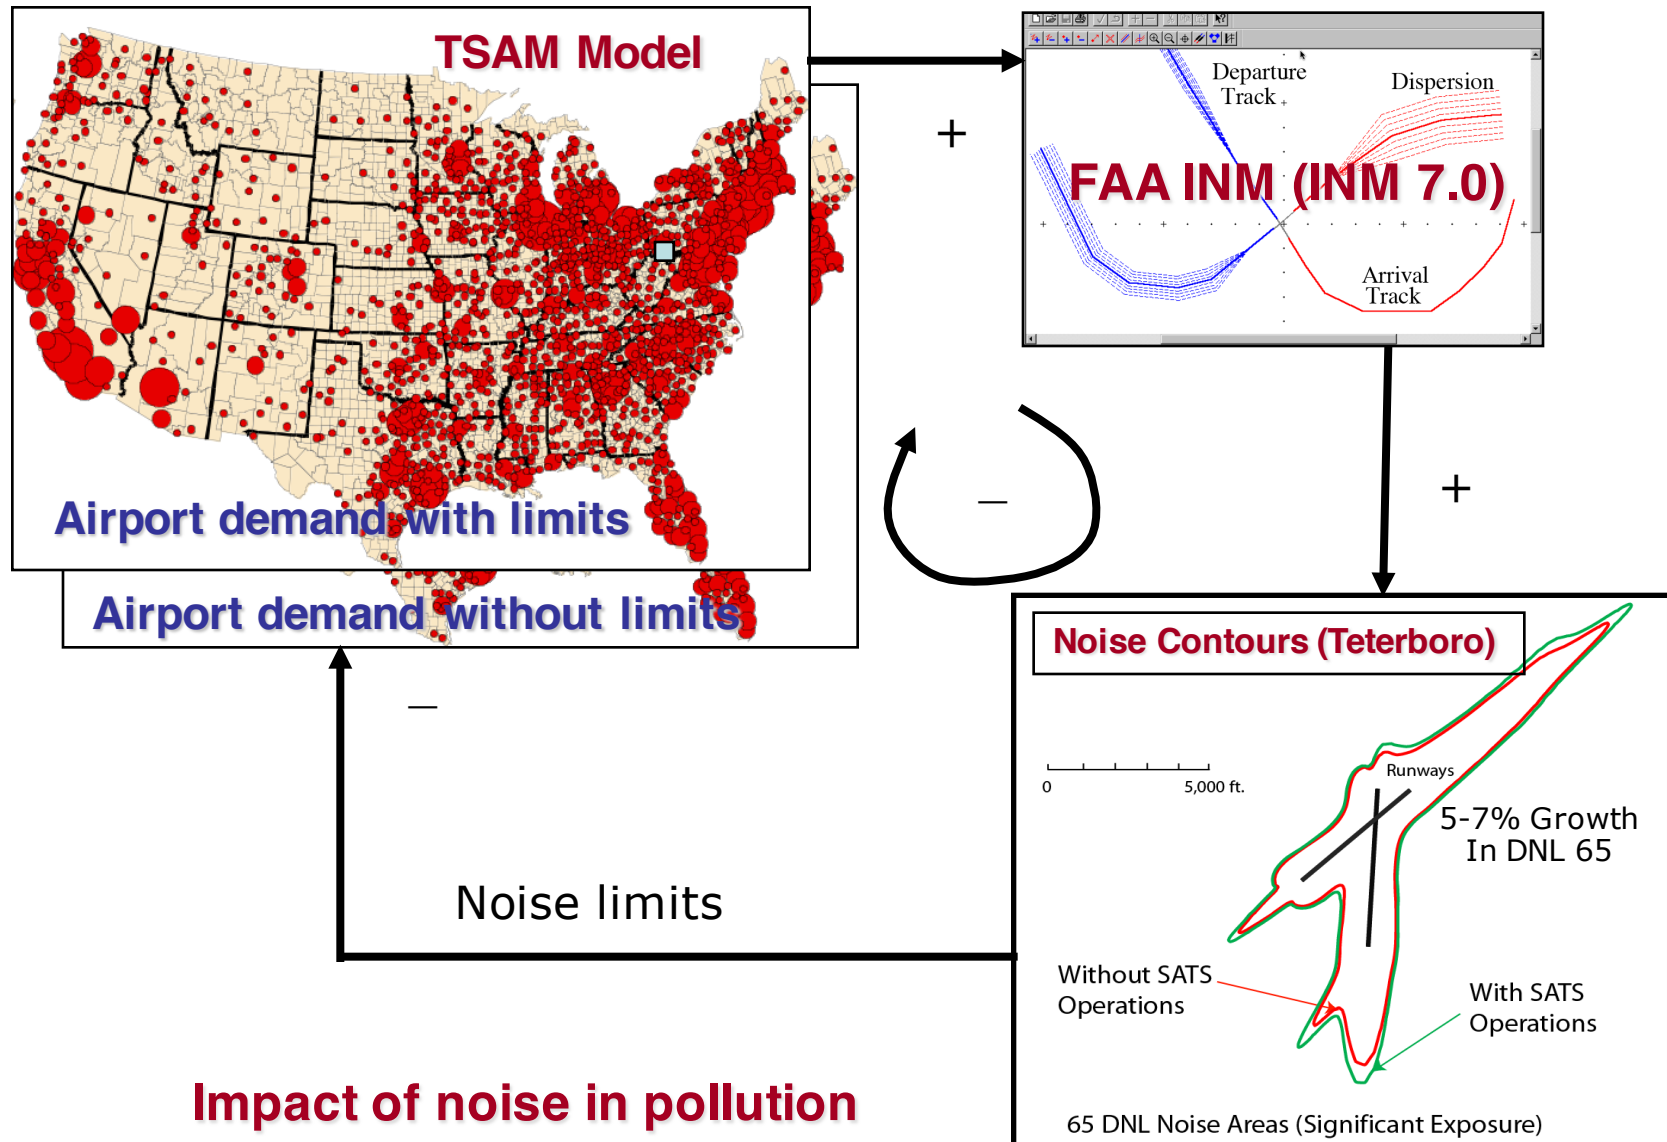 TSAM Model
Airport demand with limits
Airport demand without limits
+
Departure
Track
Dispersion
FAA INM (INM 7.0)
Arrival
Track
–
+
–
Noise limits
Noise Contours (Teterboro)
0
5,000 ft.
Runways
5-7% Growth
In DNL 65
Without SATS
Operations
With SATS
Operations
65 DNL Noise Areas (Significant Exposure)
Impact of noise in pollution